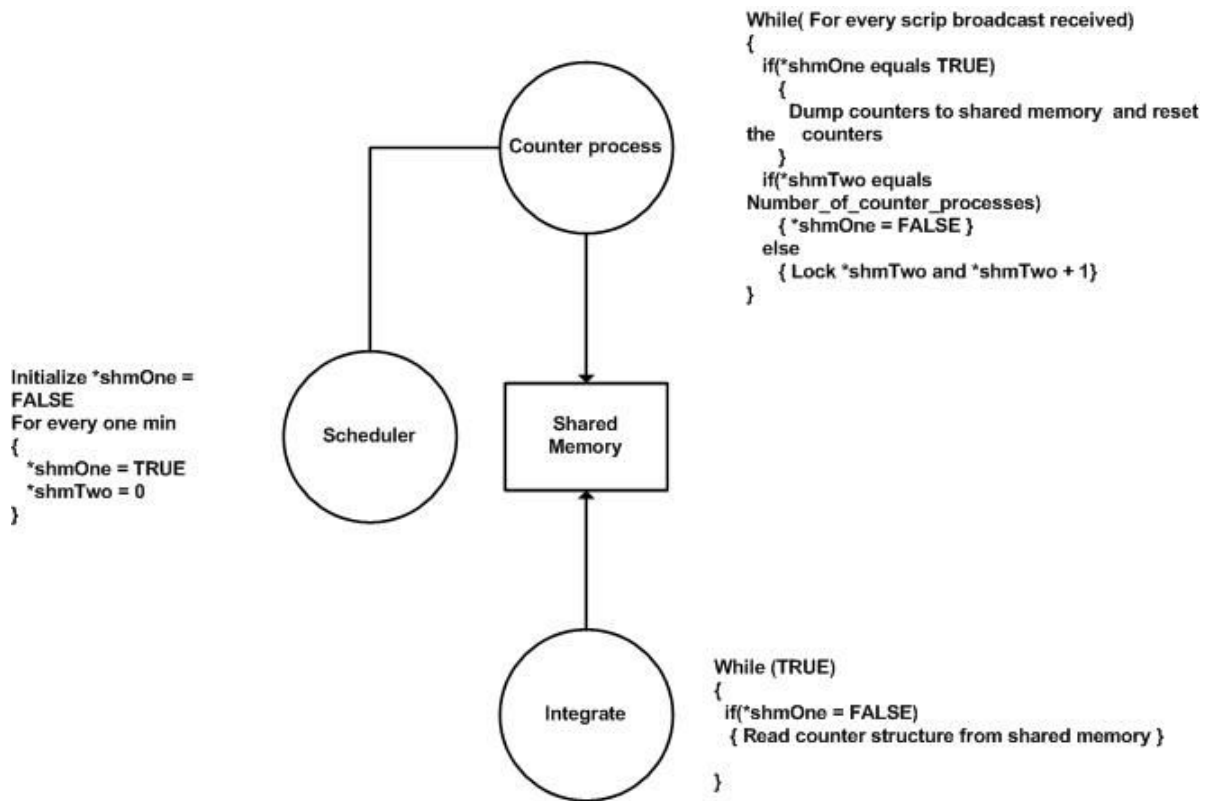 While( For every scrip broadcast received)
{
if(*shmOne equals TRUE)
{
Dump counters to shared memory and reset
the counters
}
if(*shmTwo equals
Number_of_counter_processes)
{ *shmOne = FALSE }
else
{ Lock *shmTwo and *shmTwo + 1}
}
Counter process
Initialize *shmOne =
FALSE
For every one min
{
*shmOne = TRUE
*shmTwo = 0
}
Scheduler
Shared
Memory
Integrate
While (TRUE)
{
if(*shmOne = FALSE)
{ Read counter structure from shared memory }
}